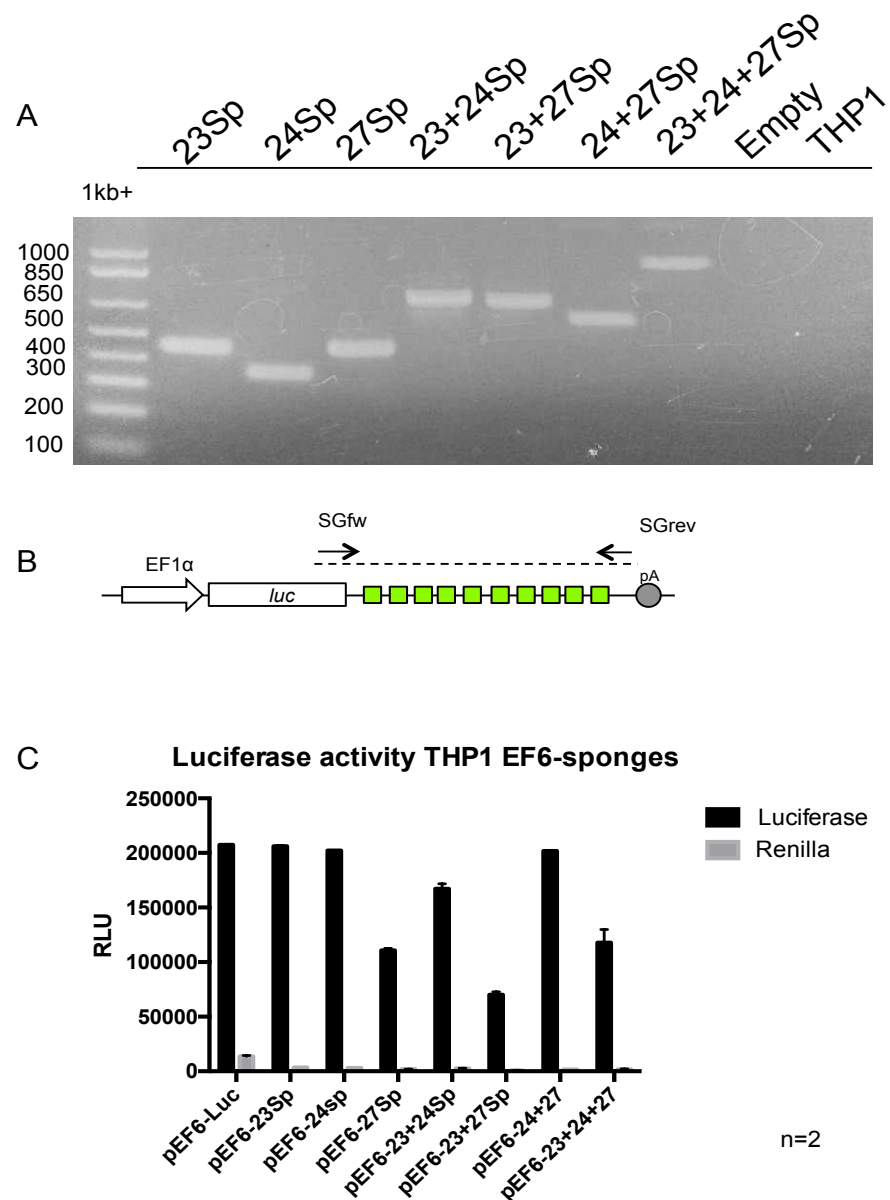 A
23Sp
24Sp
27Sp
23+24Sp
23+27Sp
24+27Sp
23+24+27Sp
Empty
THP1
1kb+
1000
850
650
500
400
300
200
100
B
SGfw
SGrev
EF1α
luc
pA
C
Luciferase activity THP1 EF6-sponges
250000
200000
150000
100000
50000
0
RLU
Luciferase
Renilla
pEF6-Luc
pEF6-23Sp
pEF6-24sp
pEF6-27Sp
pEF6-23+24Sp
pEF6-23+27Sp
pEF6-24+27
pEF6-23+24+27
n=2